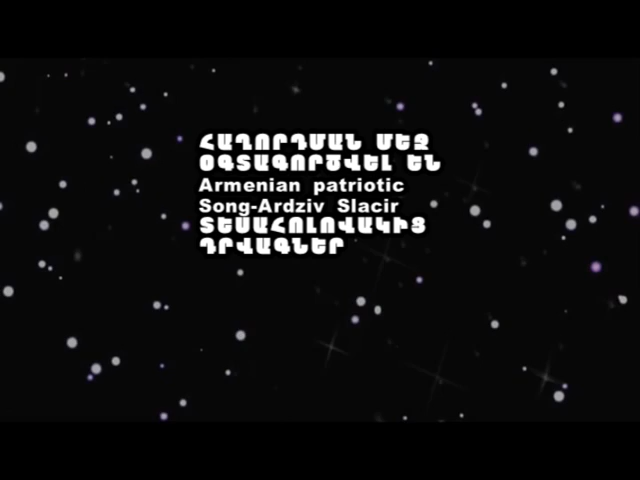 ՀԱՂՈՐԴՄԱՆ ՄԵՋ
ՕԳՏԱԳՈՐԾՎԵԼ ԵՆ
Armenian patriotic
Song-Ardziv Slacir
ՏԵՍԱՀՈԼՈՎԱԿԻՑ
ԴՐՎԱԳՆԵՐ